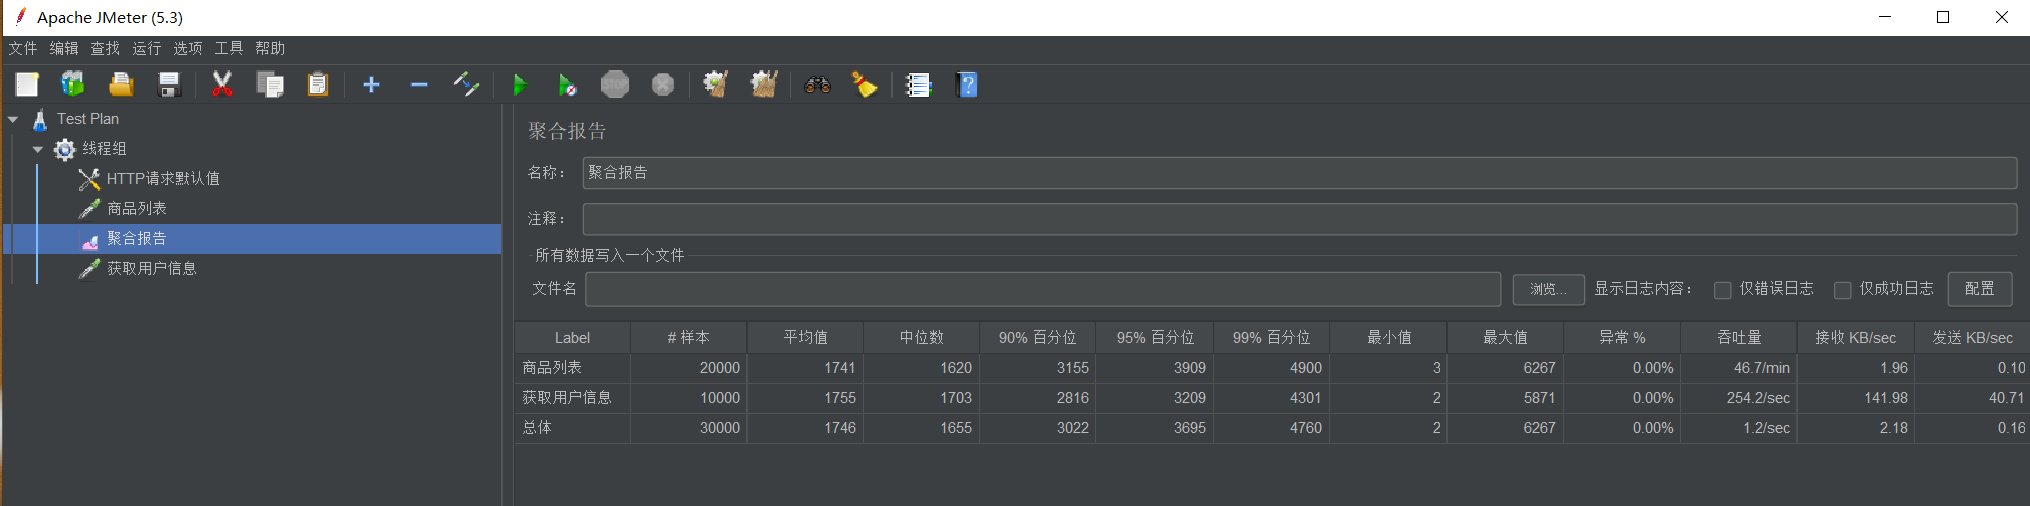 Apache JMeter (5.3)
文件 编辑 查找 运行 选项 工具 帮助
STOP
Test Plan
线程组
HTTP请求默认值
商品列表
聚合报告
获取用户信息
聚合报告
名称： 聚合报告
注释：
所有数据写入一个文件
文件名 浏览... 显示日志内容： 仅错误日志 仅成功日志 配置
Label # 样本 平均值 中位数 90% 百分位 95% 百分位 99% 百分位 最小值 最大值 异常 % 吞吐量 接收 KB/sec 发送 KB/sec
商品列表 20000 1741 1620 3155 3909 4900 3 6267 0.00% 46.7/min 1.96 0.10
获取用户信息 10000 1755 1703 2816 3209 4301 2 5871 0.00% 254.2/sec 141.98 40.71
总体 30000 1746 1655 3022 3695 4760 2 6267 0.00% 1.2/sec 2.18 0.16